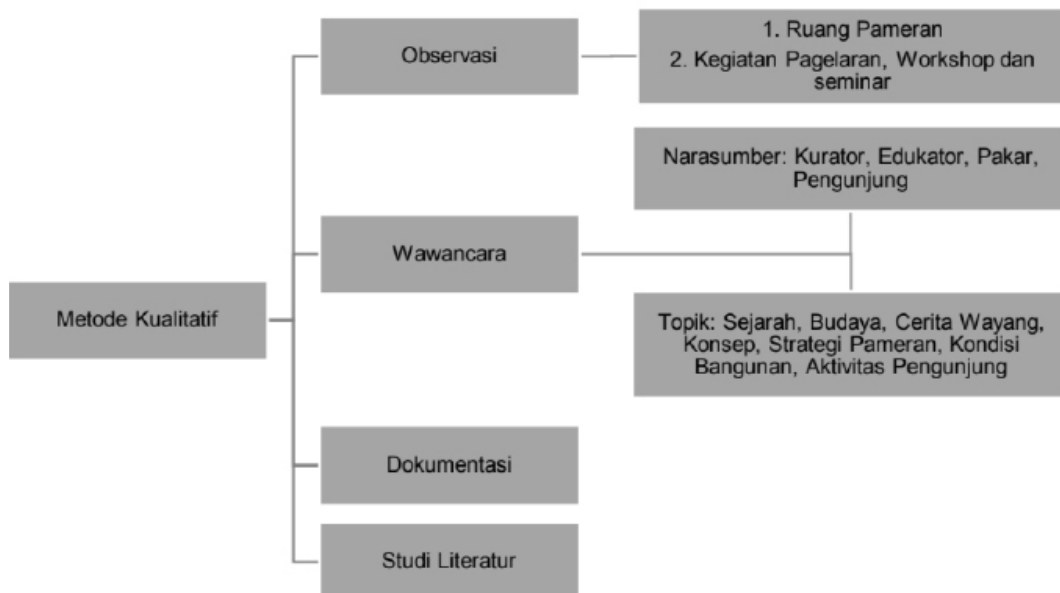 Metode Kualitatif
Observasi
1. Ruang Pameran
2. Kegiatan Pagelaran, Workshop dan
seminar
Wawancara
Narasumber: Kurator, Edukator, Pakar,
Pengunjung
Topik: Sejarah, Budaya, Cerita Wayang,
Konsep, Strategi Pameran, Kondisi
Bangunan, Aktivitas Pengunjung
Dokumentasi
Studi Literatur